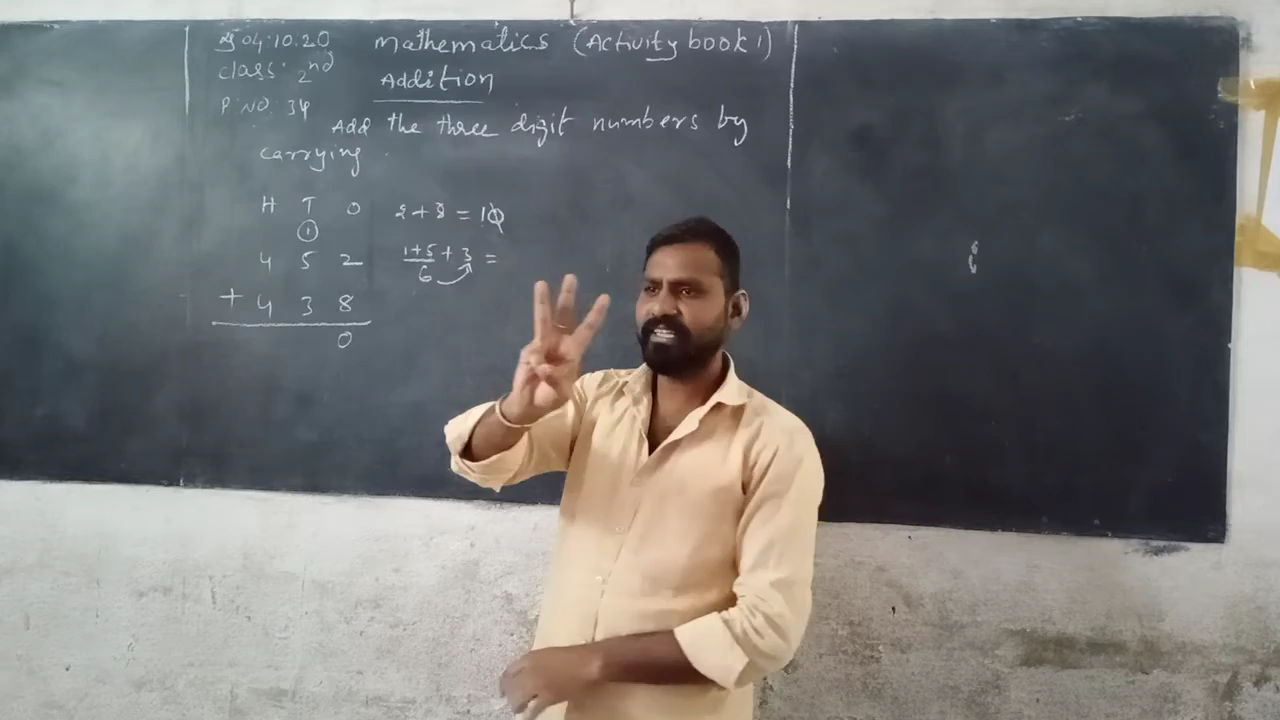 04.10.20 Mathematics (Activity book 1)
Class: 2nd Addition
P. NO: 34
Add the three digit numbers by
carrying.
H T O 2+8 = 10
1
4 5 2 1+5 + 3 =
6
+ 4 3 8
0